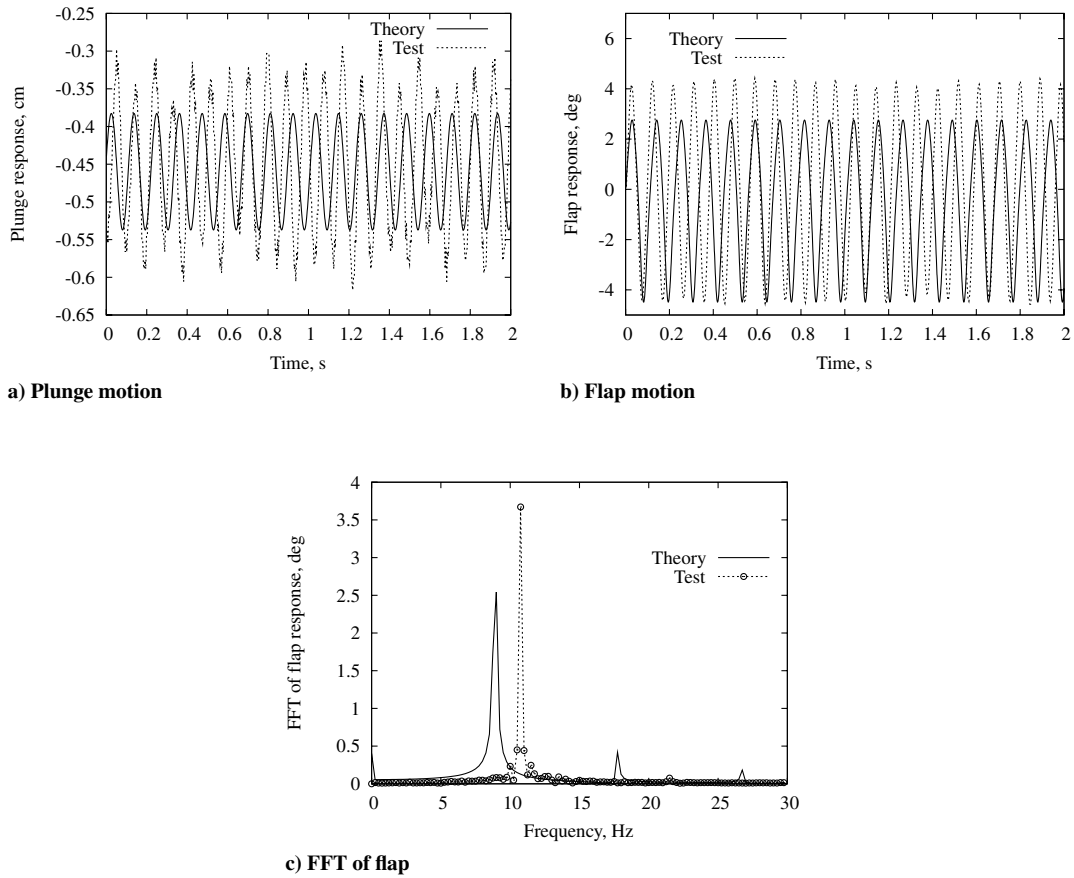 -0.25
-0.3
-0.35
-0.4
-0.45
-0.5
-0.55
-0.6
-0.65
Plunge response, cm
Theory
Test
0 0.2 0.4 0.6 0.8 1 1.2 1.4 1.6 1.8 2
Time, s
a) Plunge motion
6
4
2
0
-2
-4
Flap response, deg
Theory
Test
0 0.2 0.4 0.6 0.8 1 1.2 1.4 1.6 1.8 2
Time, s
b) Flap motion
4
3.5
3
2.5
2
1.5
1
0.5
0
FFT of flap response, deg
Theory
Test
0 5 10 15 20 25 30
Frequency, Hz
c) FFT of flap